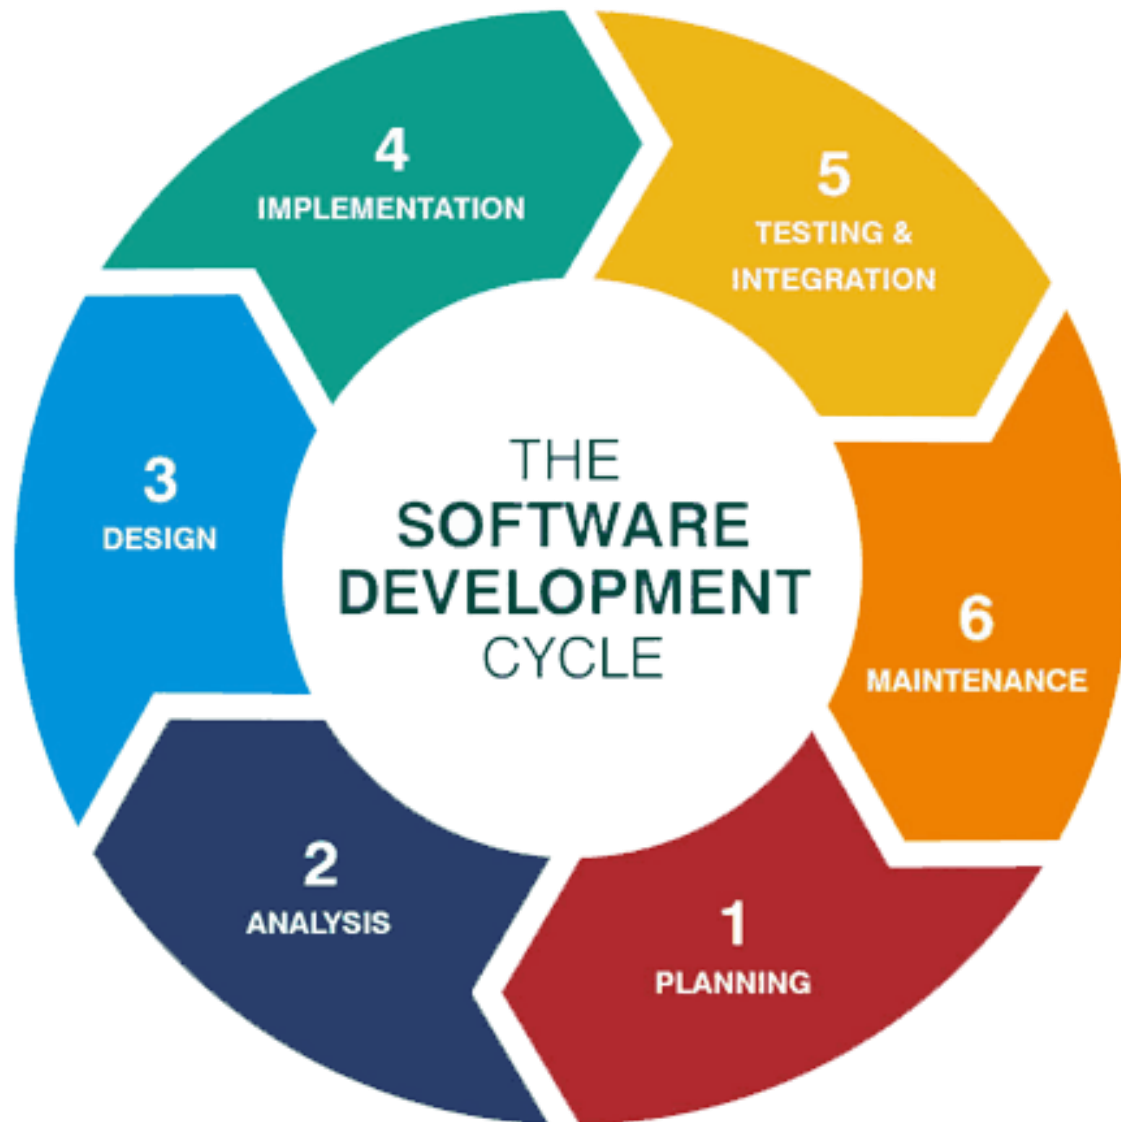 THE
SOFTWARE
DEVELOPMENT
CYCLE
1
PLANNING
2
ANALYSIS
3
DESIGN
4
IMPLEMENTATION
5
TESTING &
INTEGRATION
6
MAINTENANCE